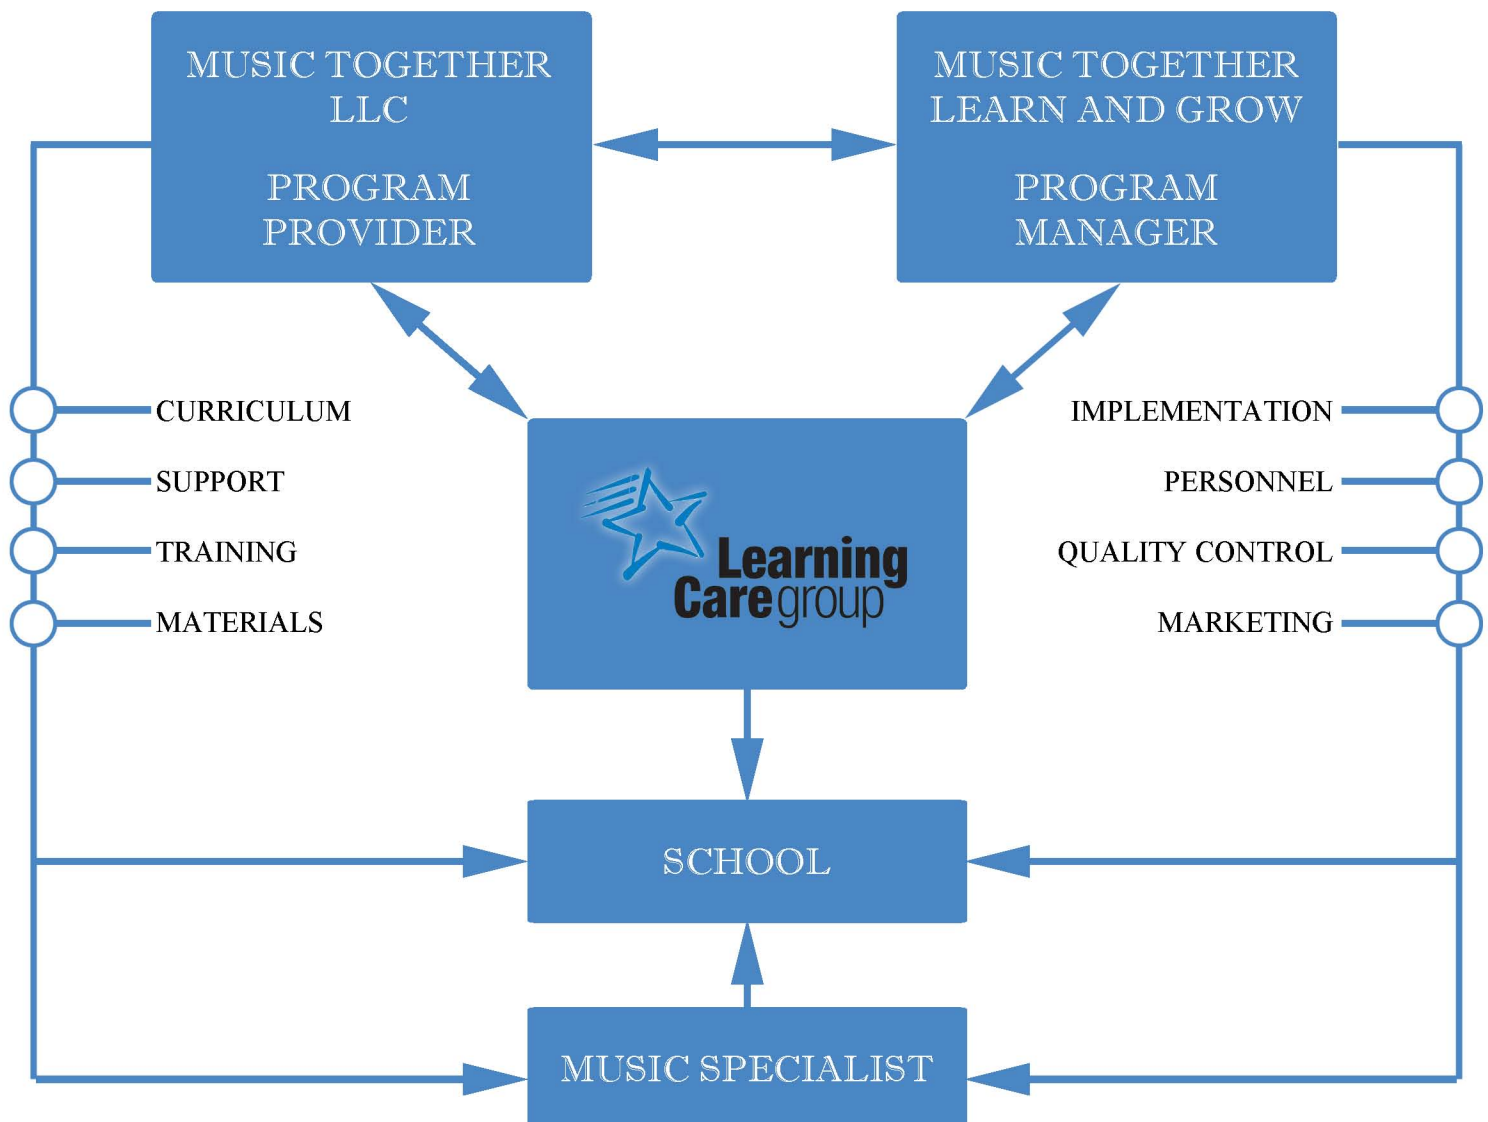 MUSIC TOGETHER
LLC
PROGRAM
PROVIDER
MUSIC TOGETHER
LEARN AND GROW
PROGRAM
MANAGER
CURRICULUM
SUPPORT
TRAINING
MATERIALS
IMPLEMENTATION
PERSONNEL
QUALITY CONTROL
MARKETING
Learning
Care group
SCHOOL
MUSIC SPECIALIST